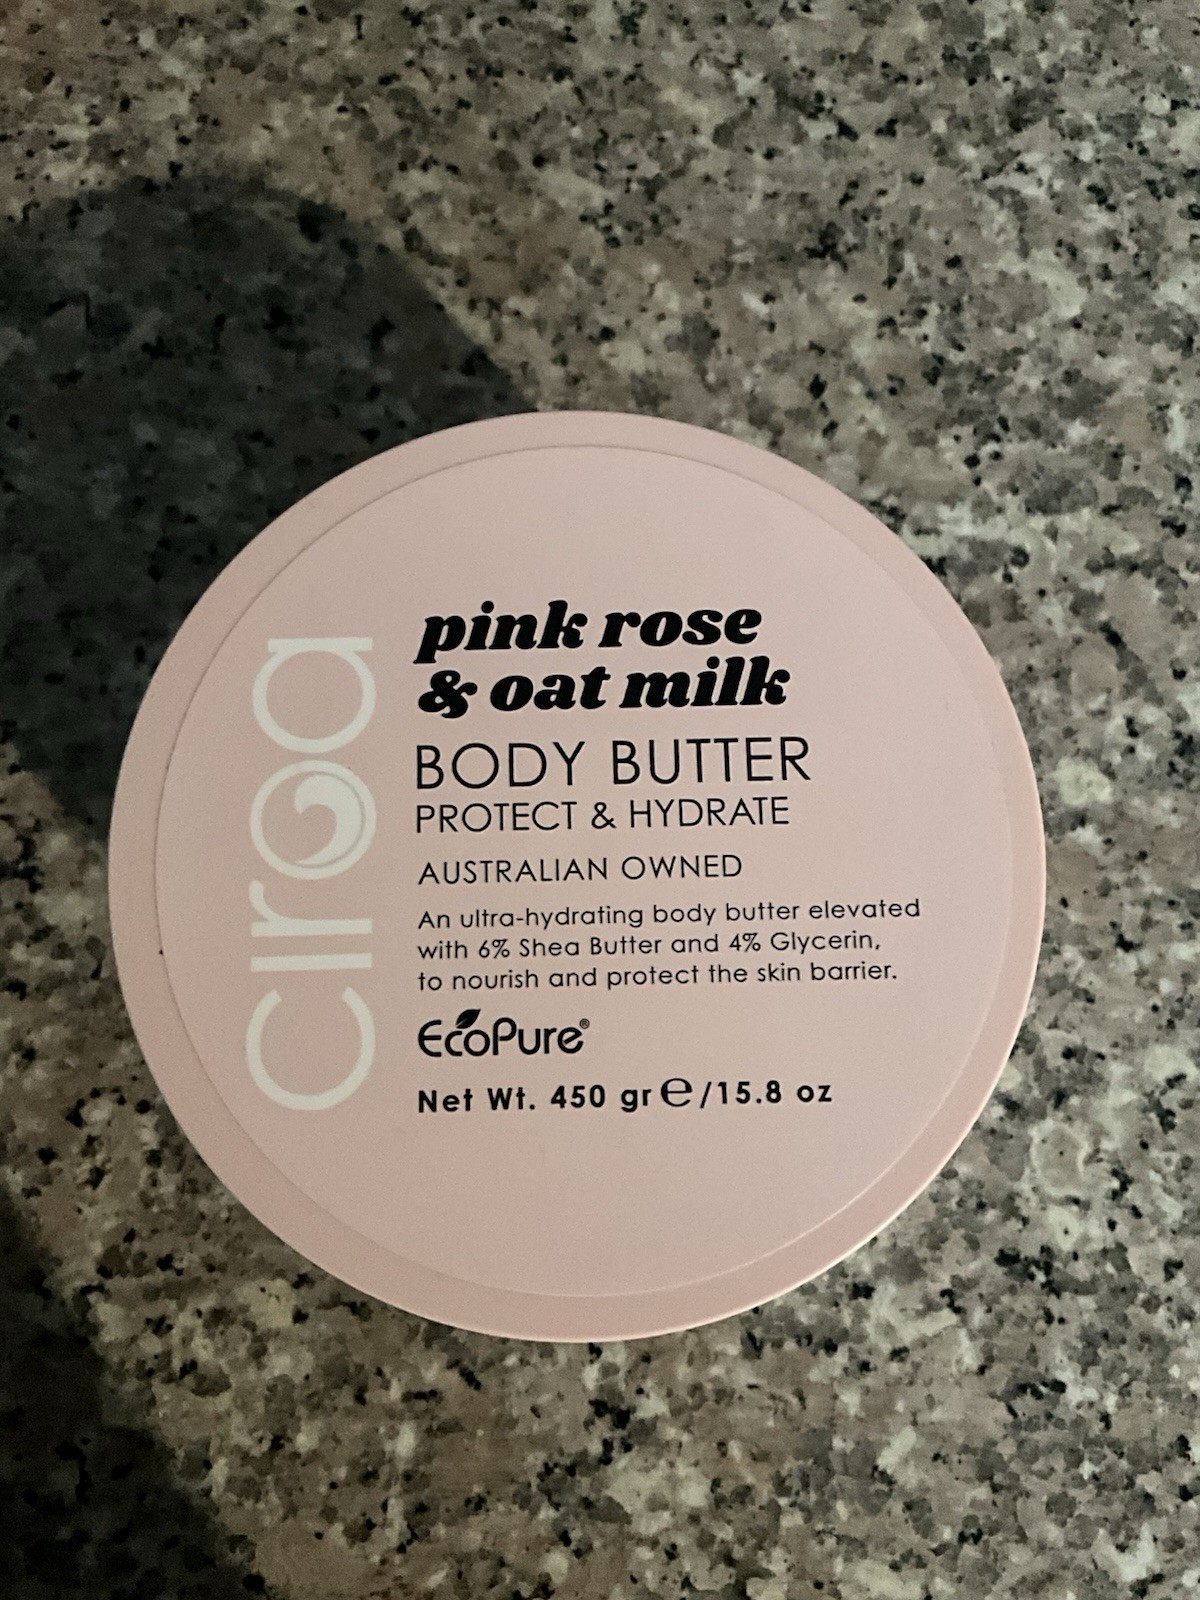 ciroa
pink rose
& oat milk
BODY BUTTER
PROTECT & HYDRATE
AUSTRALIAN OWNED
An ultra-hydrating body butter elevated
with 6% Shea Butter and 4% Glycerin,
to nourish and protect the skin barrier.
EcoPure®
Net Wt. 450 gr ℮/15.8 oz